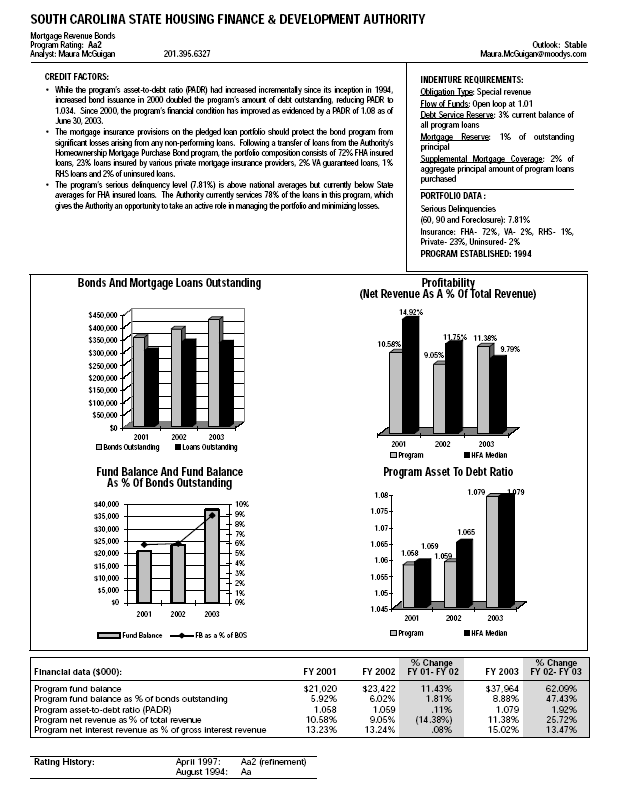 SOUTH CAROLINA STATE HOUSING FINANCE & DEVELOPMENT AUTHORITY
Mortgage Revenue Bonds
Program Rating: Aa2
Outlook: Stable
Analyst: Maura McGuigan 201.395.6327 Maura.McGuigan@moodys.com
CREDIT FACTORS:
• While the program's asset-to-debt ratio (PADR) had increased incrementally since its inception in 1994,
increased bond issuance in 2000 doubled the program's amount of debt outstanding, reducing PADR to
1.034. Since 2000, the program's financial condition has improved as evidenced by a PADR of 1.08 as of
June 30, 2003.
• The mortgage insurance provisions on the pledged loan portfolio should protect the bond program from
significant losses arising from any non-performing loans. Following a transfer of loans from the Authority's
Homeownership Mortgage Purchase Bond program, the portfolio composition consists of 72% FHA insured
loans, 23% loans insured by various private mortgage insurance providers, 2% VA guaranteed loans, 1%
RHS loans and 2% of uninsured loans.
• The program's serious delinquency level (7.81%) is above national averages but currently below State
averages for FHA insured loans. The Authority currently services 78% of the loans in this program, which
gives the Authority an opportunity to take an active role in managing the portfolio and minimizing losses.
INDENTURE REQUIREMENTS:
Obligation Type: Special revenue
Flow of Funds: Open loop at 1.01
Debt Service Reserve: 3% current balance of
all program loans
Mortgage Reserve: 1% of outstanding
principal
Supplemental Mortgage Coverage: 2% of
aggregate principal amount of program loans
purchased
PORTFOLIO DATA :
Serious Delinquencies
(60, 90 and Foreclosure): 7.81%
Insurance: FHA- 72%, VA- 2%, RHS- 1%,
Private- 23%, Uninsured- 2%
PROGRAM ESTABLISHED: 1994
Bonds And Mortgage Loans Outstanding
$450,000
$400,000
$350,000
$300,000
$250,000
$200,000
$150,000
$100,000
$50,000
$0
2001 2002 2003
Bonds Outstanding Loans Outstanding
Profitability
(Net Revenue As A % Of Total Revenue)
14.92%
10.58%
9.05%
11.75%
11.38%
9.79%
2001 2002 2003
Program HFA Median
Fund Balance And Fund Balance
As % Of Bonds Outstanding
$40,000
$35,000
$30,000
$25,000
$20,000
$15,000
$10,000
$5,000
$0
10%
9%
8%
7%
6%
5%
4%
3%
2%
1%
0%
2001 2002 2003
Fund Balance FB as a % of BOS
Program Asset To Debt Ratio
1.08
1.075
1.07
1.065
1.06
1.055
1.05
1.045
1.058
1.059
1.059
1.065
1.079
1.079
2001 2002 2003
Program HFA Median
% Change % Change
Financial data ($000): FY 2001 FY 2002 FY 01- FY 02 FY 2003 FY 02- FY 03
Program fund balance $21,020 $23,422 11.43% $37,964 62.09%
Program fund balance as % of bonds outstanding 5.92% 6.02% 1.81% 8.88% 47.43%
Program asset-to-debt ratio (PADR) 1.058 1.059 .11% 1.079 1.92%
Program net revenue as % of total revenue 10.58% 9.05% (14.38%) 11.38% 25.72%
Program net interest revenue as % of gross interest revenue 13.23% 13.24% .08% 15.02% 13.47%
Rating History: April 1997: Aa2 (refinement)
August 1994: Aa